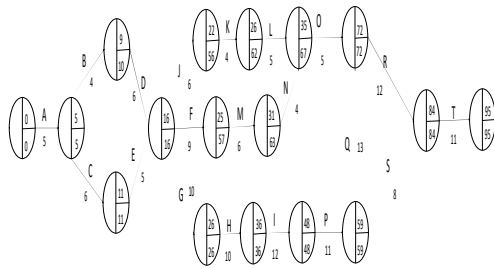 22 K 26 L 35 O 72
9
56 4 62 5 67 5 72
B 10 J R
4 D 6 N 12
6 4
0 A 5 16 F 25 M 31 84 T 95
0 5 5 16 9 57 6 63 84 11 95
E Q 13
C 5 S
6 11 G 10 8
11
26 H 36 I 48 P 59
26 10 36 12 48 11 59